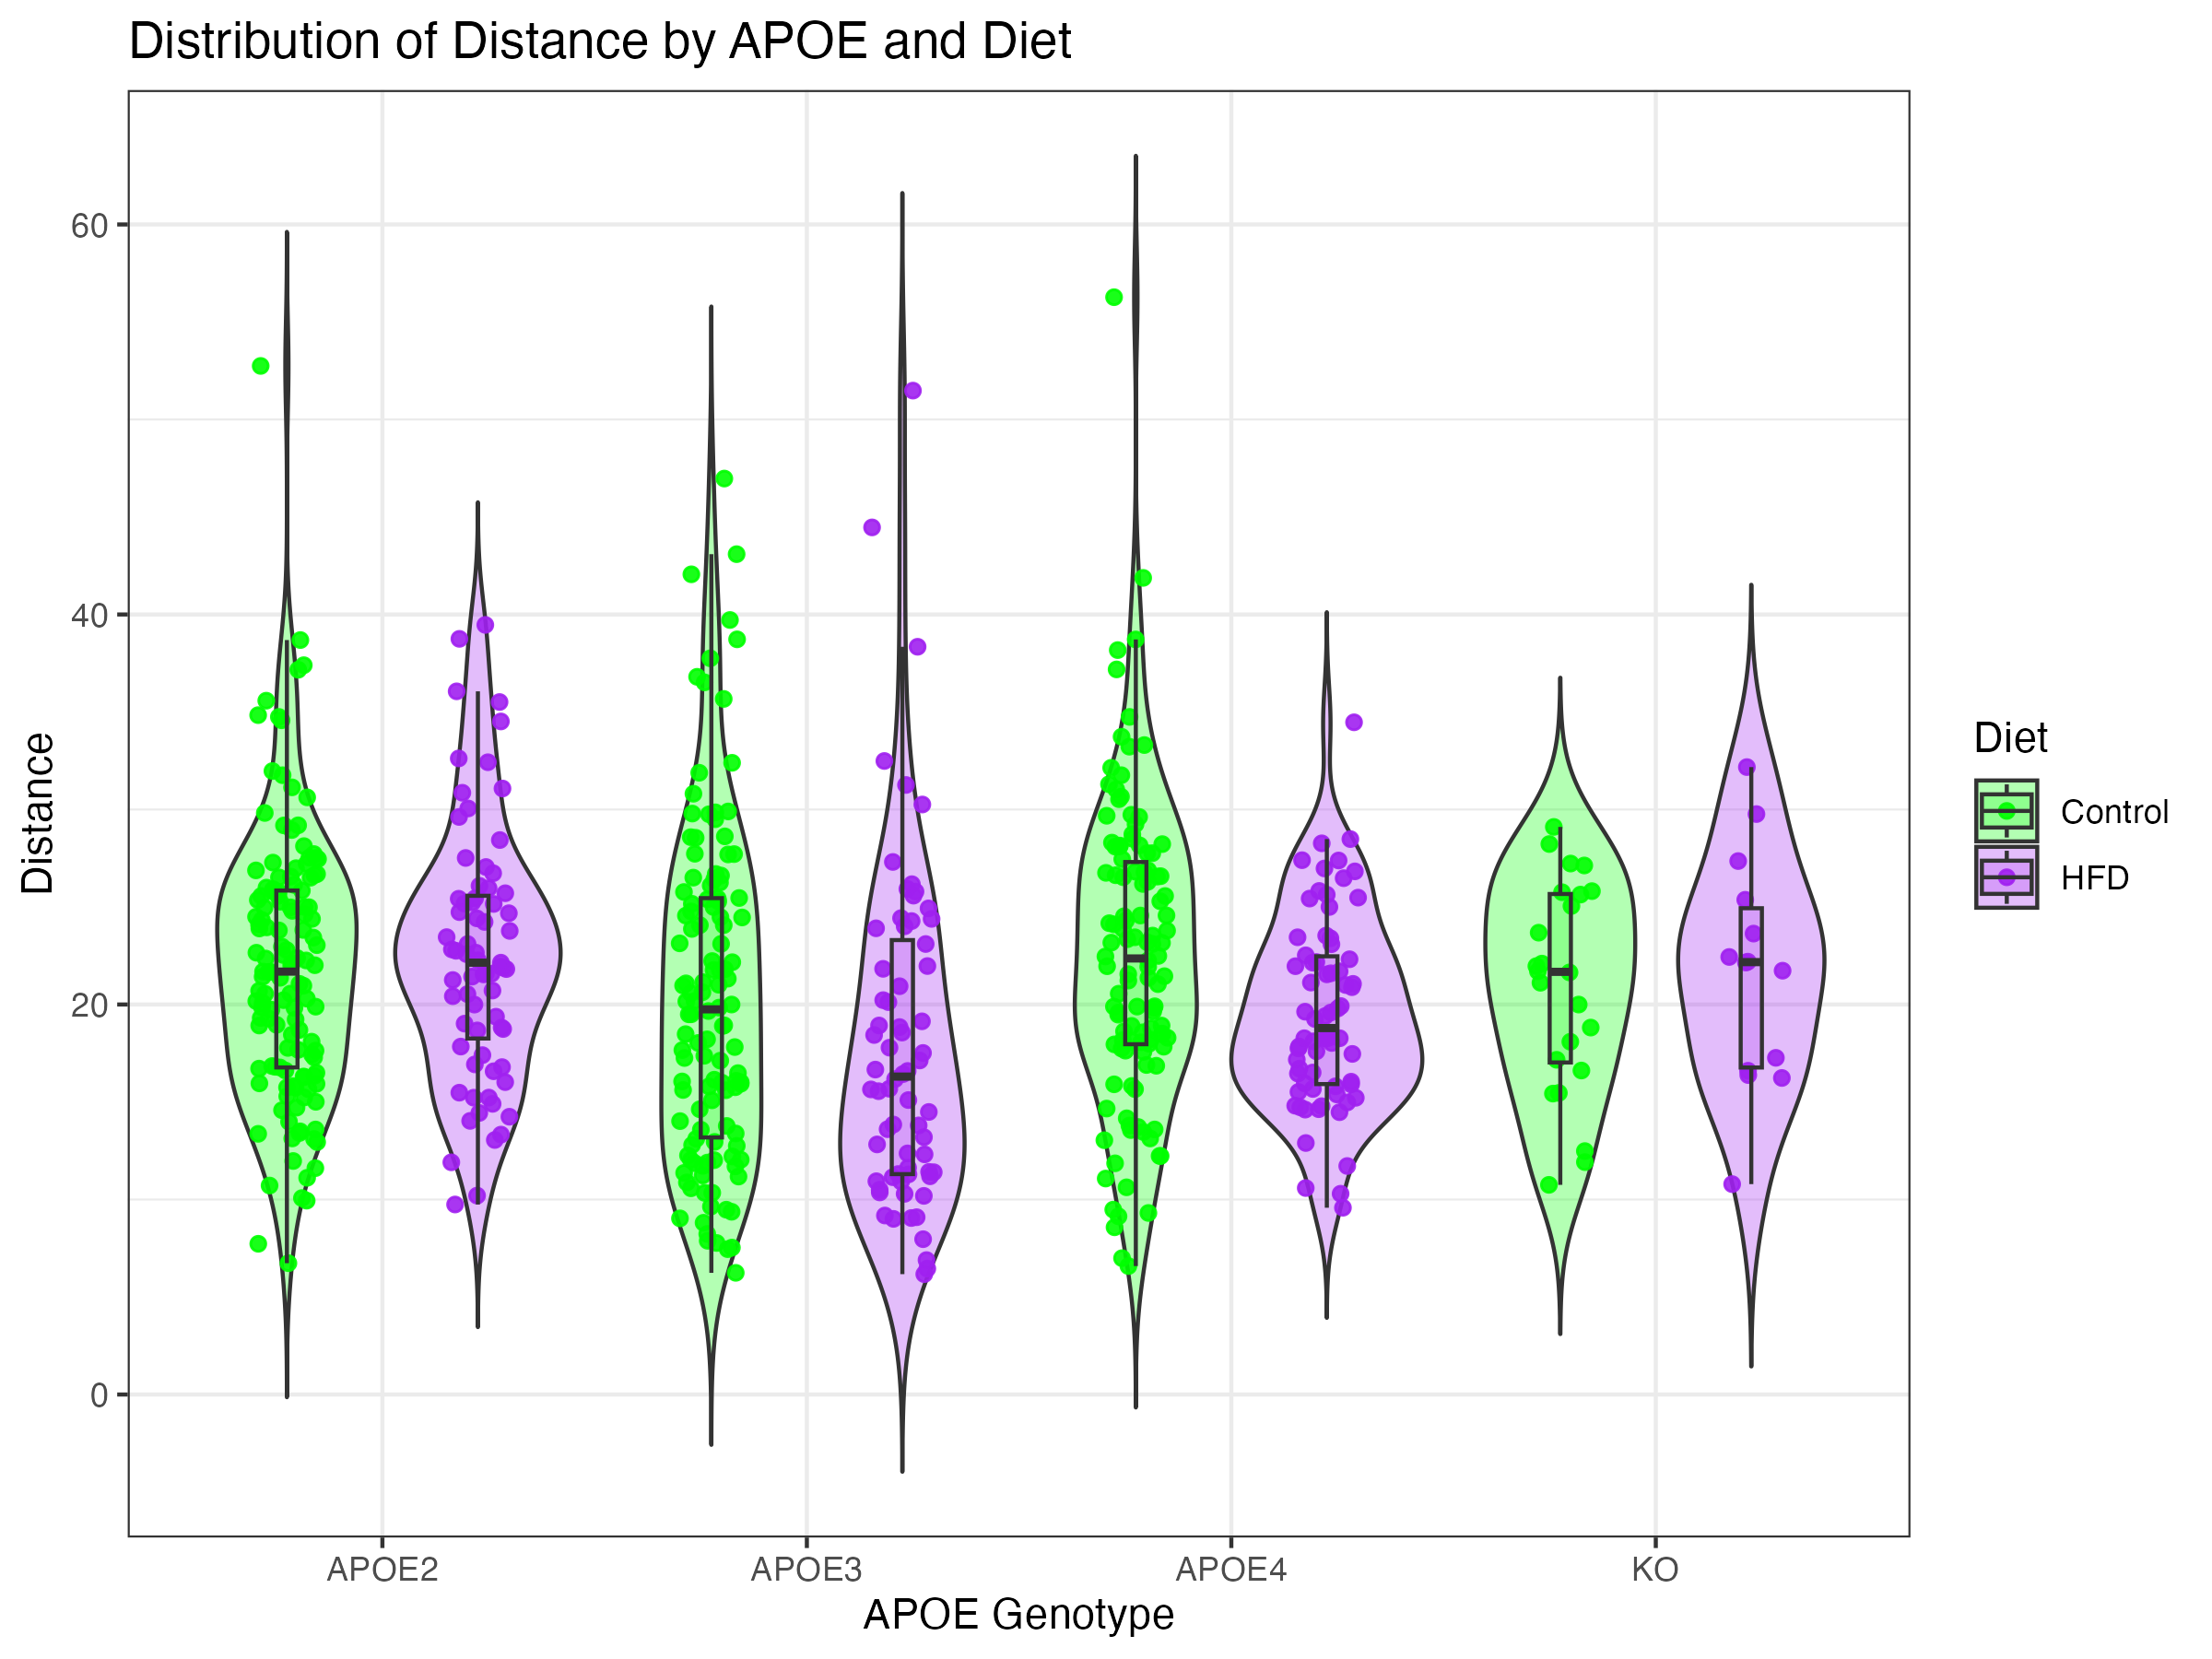 Distribution of Distance by APOE and Diet
Distance
60
40
20
0
APOE2 APOE3 APOE4 KO
APOE Genotype
Diet
Control
HFD